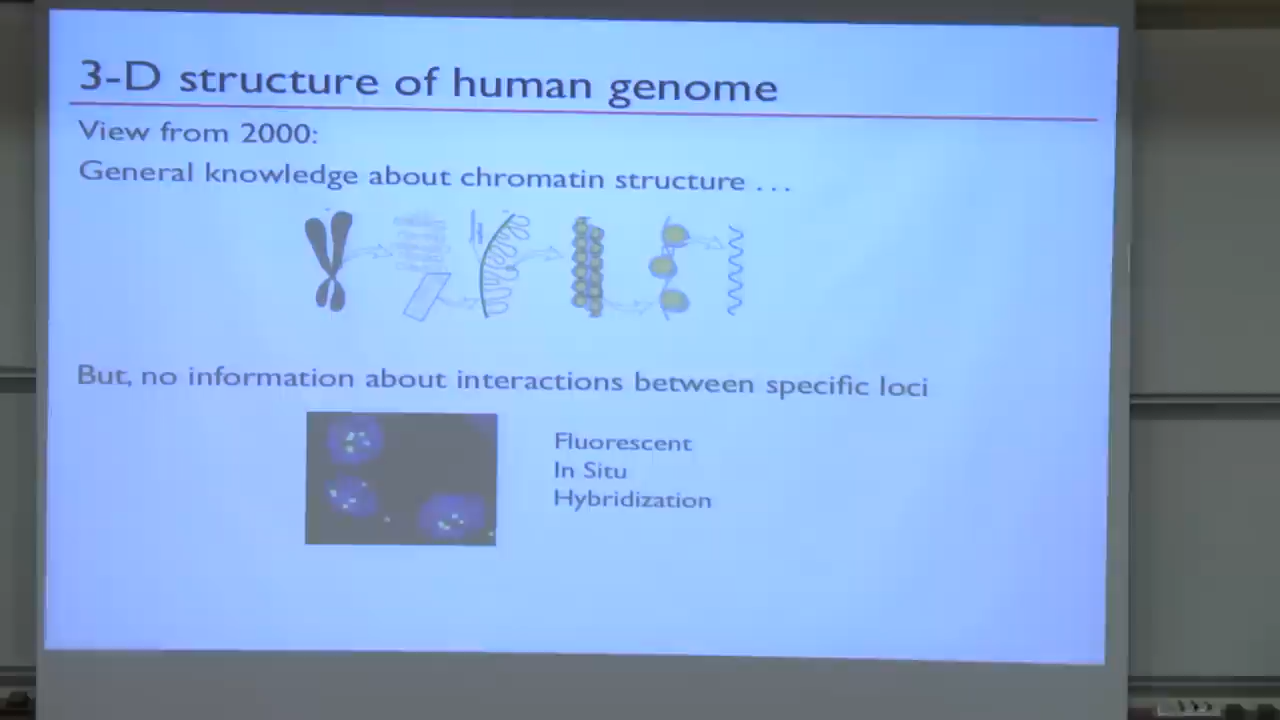 3-D structure of human genome
View from 2000:
General knowledge about chromatin structure . . .
But, no information about interactions between specific loci
Fluorescent
In Situ
Hybridization